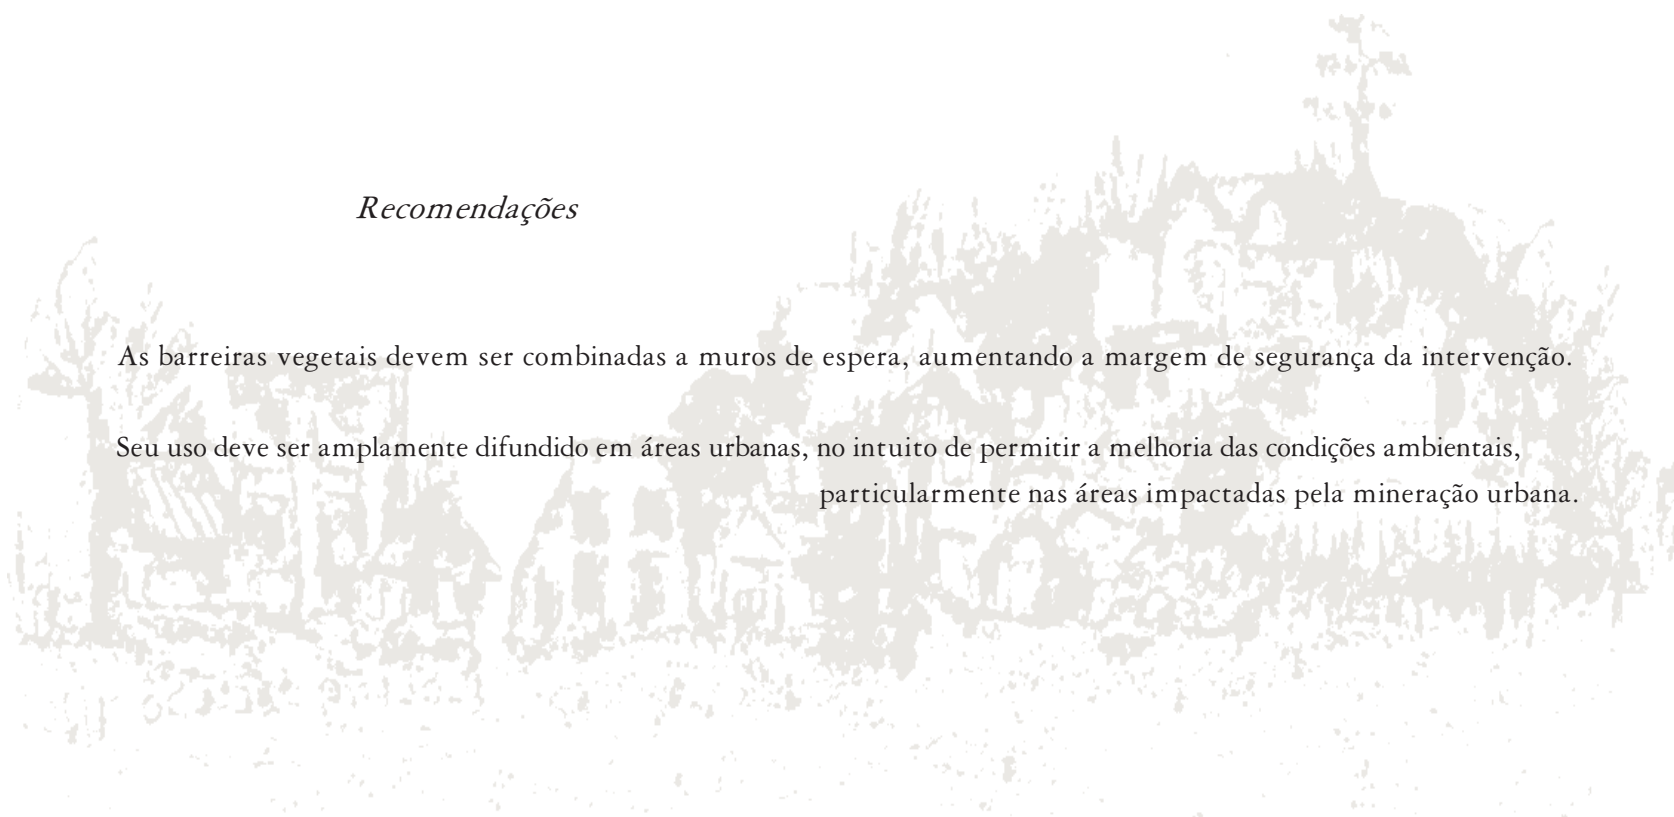 Recomendações
As barreiras vegetais devem ser combinadas a muros de espera, aumentando a margem de segurança da intervenção.
Seu uso deve ser amplamente difundido em áreas urbanas, no intuito de permitir a melhoria das condições ambientais,
particularmente nas áreas impactadas pela mineração urbana.